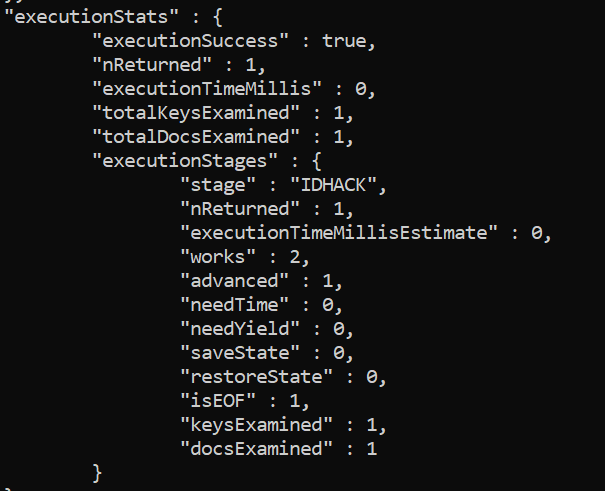 "executionStats" : {
"executionSuccess" : true,
"nReturned" : 1,
"executionTimeMillis" : 0,
"totalKeysExamined" : 1,
"totalDocsExamined" : 1,
"executionStages" : {
"stage" : "IDHACK",
"nReturned" : 1,
"executionTimeMillisEstimate" : 0,
"works" : 2,
"advanced" : 1,
"needTime" : 0,
"needYield" : 0,
"saveState" : 0,
"restoreState" : 0,
"isEOF" : 1,
"keysExamined" : 1,
"docsExamined" : 1
}